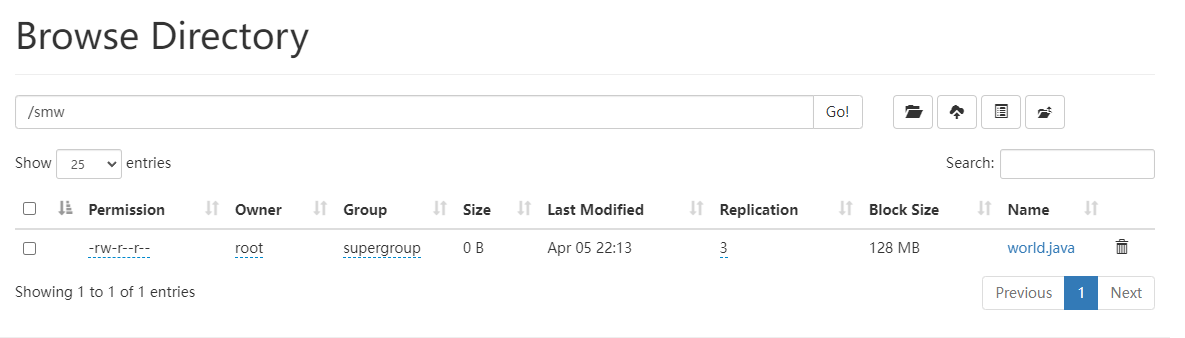 Browse Directory
/smw Go!
Show 25 entries Search:
Permission Owner Group Size Last Modified Replication Block Size Name
-rw-r--r-- root supergroup 0 B Apr 05 22:13 3 128 MB world.java
Showing 1 to 1 of 1 entries Previous 1 Next